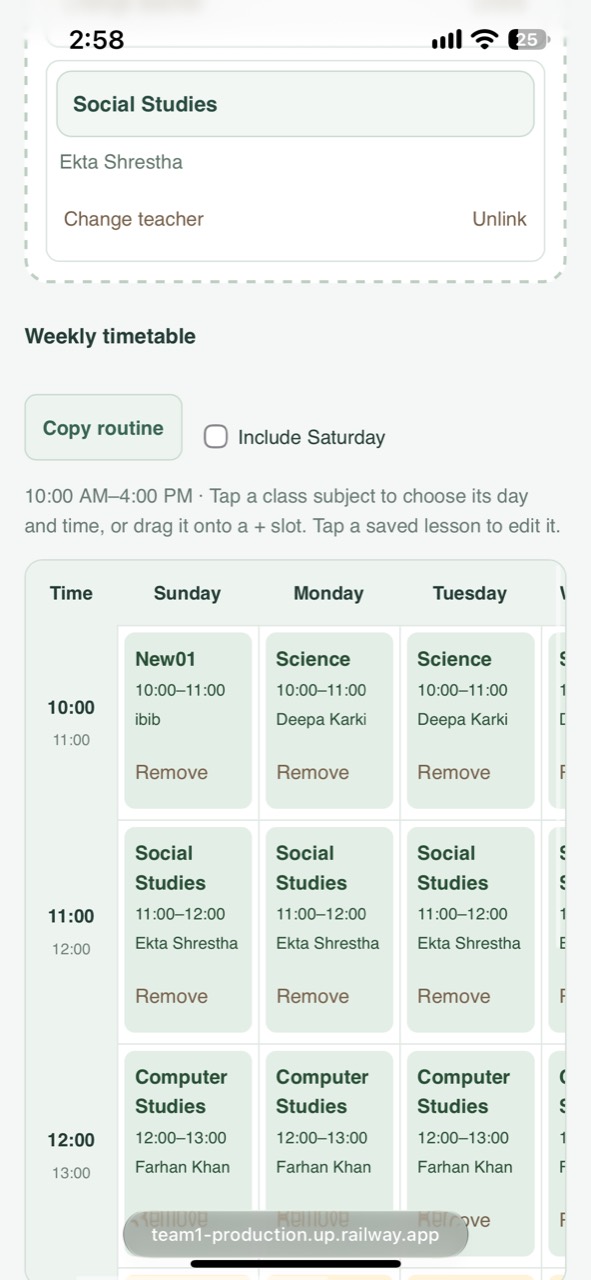 2:58
25
Social Studies
Ekta Shrestha
Change teacher Unlink
Weekly timetable
Copy routine Include Saturday
10:00 AM–4:00 PM · Tap a class subject to choose its day
and time, or drag it onto a + slot. Tap a saved lesson to edit it.
Time Sunday Monday Tuesday
10:00
11:00
New01
10:00–11:00
ibib
Remove
Science
10:00–11:00
Deepa Karki
Remove
Science
10:00–11:00
Deepa Karki
Remove
11:00
12:00
Social
Studies
11:00–12:00
Ekta Shrestha
Remove
Social
Studies
11:00–12:00
Ekta Shrestha
Remove
Social
Studies
11:00–12:00
Ekta Shrestha
Remove
12:00
13:00
Computer
Studies
12:00–13:00
Farhan Khan
Remove
Computer
Studies
12:00–13:00
Farhan Khan
Remove
Computer
Studies
12:00–13:00
Farhan Khan
Remove
team1-production.up.railway.app